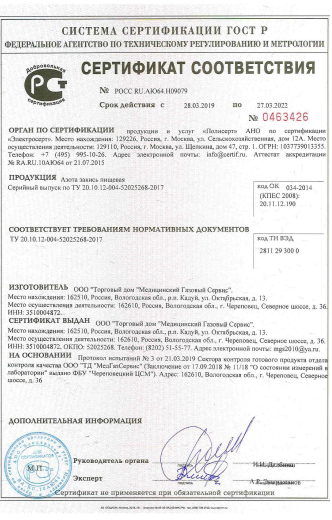 СИСТЕМА СЕРТИФИКАЦИИ ГОСТ Р
ФЕДЕРАЛЬНОЕ АГЕНТСТВО ПО ТЕХНИЧЕСКОМУ РЕГУЛИРОВАНИЮ И МЕТРОЛОГИИ
Добровольная
сертификация
СЕРТИФИКАТ СООТВЕТСТВИЯ
№ РОСС RU.АЮ64.Н09079
Срок действия с 28.03.2019 по 27.03.2022
№ 0463426
ОРГАН ПО СЕРТИФИКАЦИИ продукции и услуг «Полисерт» АНО по сертификации
«Электросерт». Место нахождения: 129226, Россия, г. Москва, ул. Сельскохозяйственная, дом 12А. Место
осуществления деятельности: 129110, Россия, г. Москва, ул. Щепкина, дом 47, стр. 1. ОГРН: 1037739013355.
Телефон: +7 (495) 995-10-26. Адрес электронной почты: info@certif.ru. Аттестат аккредитации
№ RA.RU.10АЮ64 от 21.07.2015
ПРОДУКЦИЯ Азота закись пищевая
Серийный выпуск по ТУ 20.10.12-004-52025268-2017
код ОК 034-2014
(КПЕС 2008):
20.11.12.190
СООТВЕТСТВУЕТ ТРЕБОВАНИЯМ НОРМАТИВНЫХ ДОКУМЕНТОВ
ТУ 20.10.12-004-52025268-2017
код ТН ВЭД
2811 29 300 0
ИЗГОТОВИТЕЛЬ ООО "Торговый дом "Медицинский Газовый Сервис".
Место нахождения: 162510, Россия, Вологодская обл., р.п. Кадуй, ул. Октябрьская, д. 13.
Место осуществления деятельности: 162610, Россия, Вологодская обл., г. Череповец, Северное шоссе, д. 36.
ИНН: 3510004872.
СЕРТИФИКАТ ВЫДАН ООО "Торговый дом "Медицинский Газовый Сервис".
Место нахождения: 162510, Россия, Вологодская обл., р.п. Кадуй, ул. Октябрьская, д. 13.
Место осуществления деятельности: 162610, Россия, Вологодская обл., г. Череповец, Северное шоссе, д. 36.
ИНН: 3510004872, ОКПО: 52025268. Телефон: (8202) 51-55-77. Адрес электронной почты: mgs2010@ya.ru.
НА ОСНОВАНИИ Протокол испытаний № 3 от 21.03.2019 Сектора контроля готового продукта отдела
контроля качества ООО "ТД "МедГазСервис" (Заключение от 17.09.2018 № 11/18 "О состоянии измерений в
лаборатории" выдано ФБУ "Череповецкий ЦСМ"). Адрес: 162610, Вологодская обл., г. Череповец, Северное
шоссе, д. 36
ДОПОЛНИТЕЛЬНАЯ ИНФОРМАЦИЯ
Руководитель органа
М.П.
Эксперт
Сертификат не применяется при обязательной сертификации